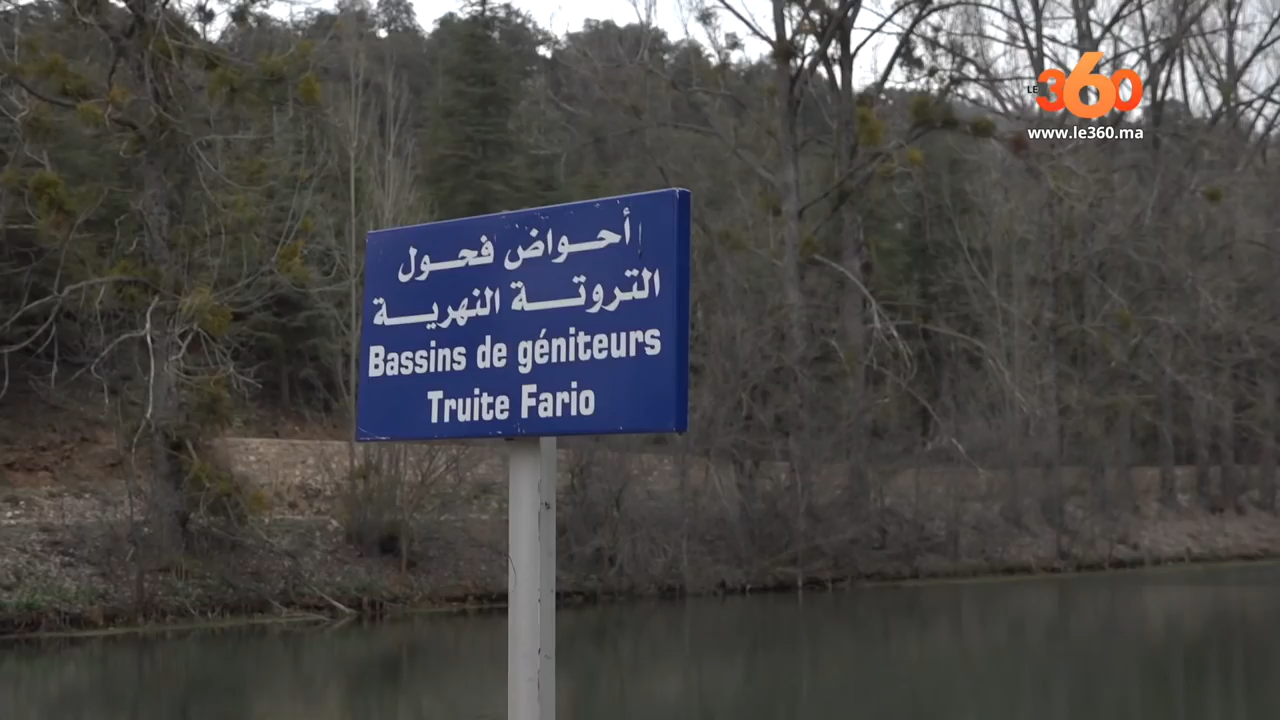 LE 360
www.le360.ma
أحواض فحول
التروتة النهرية
Bassins de géniteurs
Truite Fario